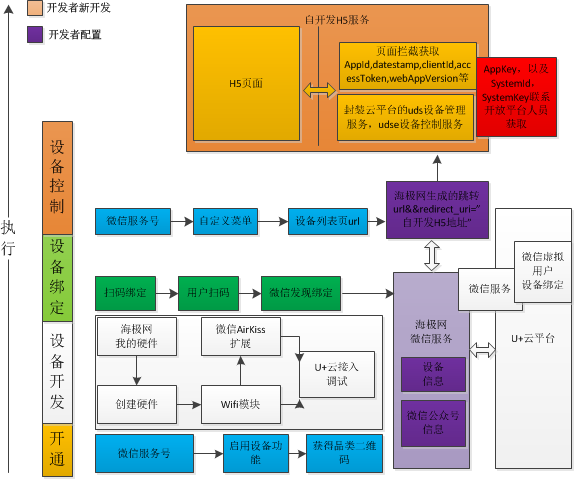 开发者新开发
开发者配置
自开发H5服务
H5页面
页面拦截获取
AppId,datestamp,clientId,acc
essToken,webAppVersion等
封装云平台的uds设备管理
服务，udse设备控制服务
AppKey，以及
SystemId，
SystemKey联系
开放平台人员
获取
执行
设备控制
微信服务号
自定义菜单
设备列表页url
海极网生成的跳转
url&&redirect_uri=”
自开发H5地址”
设备绑定
扫码绑定
用户扫码
微信发现绑定
微信服务
微信虚拟
用户
设备绑定
海极网
微信服务
U+云平台
设备
信息
微信公众号
信息
设备开发
海极网
我的硬件
微信AirKiss
扩展
U+云接入
调试
创建硬件
Wifi模块
开通
微信服务号
启用设备功
能
获得品类二维
码